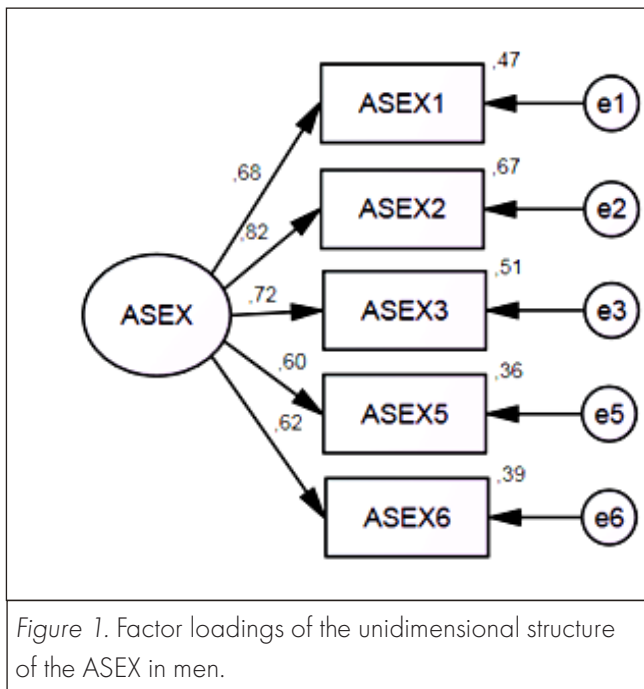 ,47
ASEX1
e1
,68
,67
ASEX2
e2
,82
,51
ASEX
,72
ASEX3
e3
,60
,36
ASEX5
e5
,62
,39
ASEX6
e6
Figure 1. Factor loadings of the unidimensional structure
of the ASEX in men.